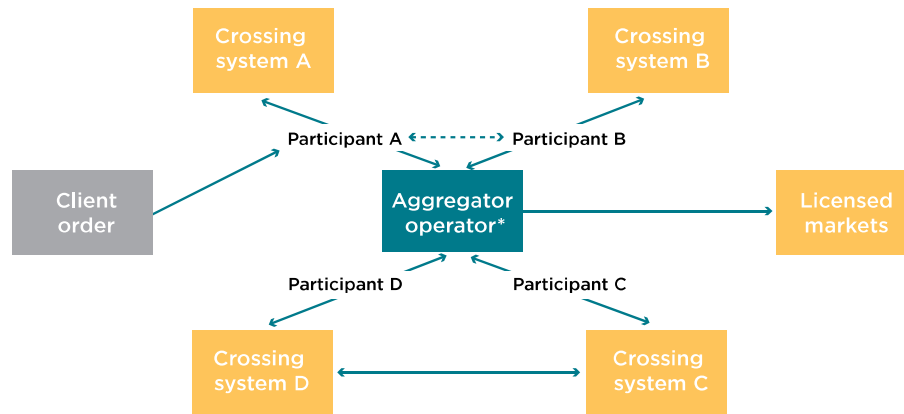 Crossing
system A
Crossing
system B
Participant A
Participant B
Client
order
Aggregator
operator*
Licensed
markets
Participant D
Participant C
Crossing
system D
Crossing
system C